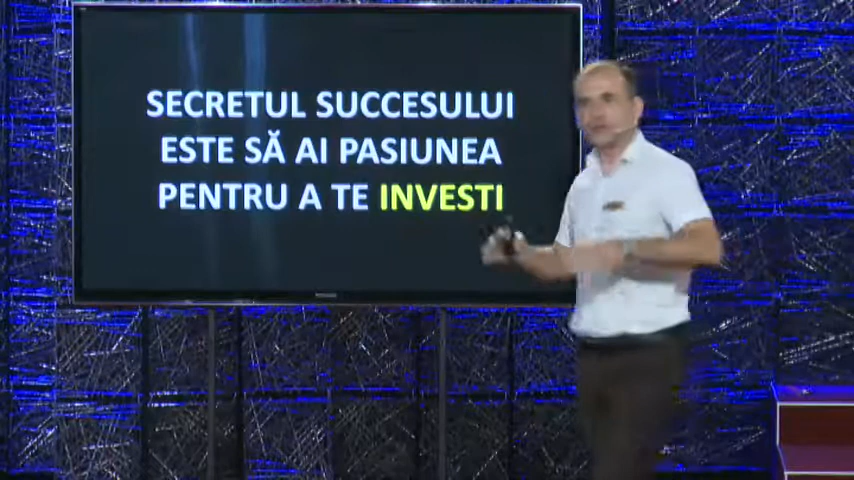 SECRETUL SUCCESULUI
ESTE SĂ AI PASIUNEA
PENTRU A TE INVESTI